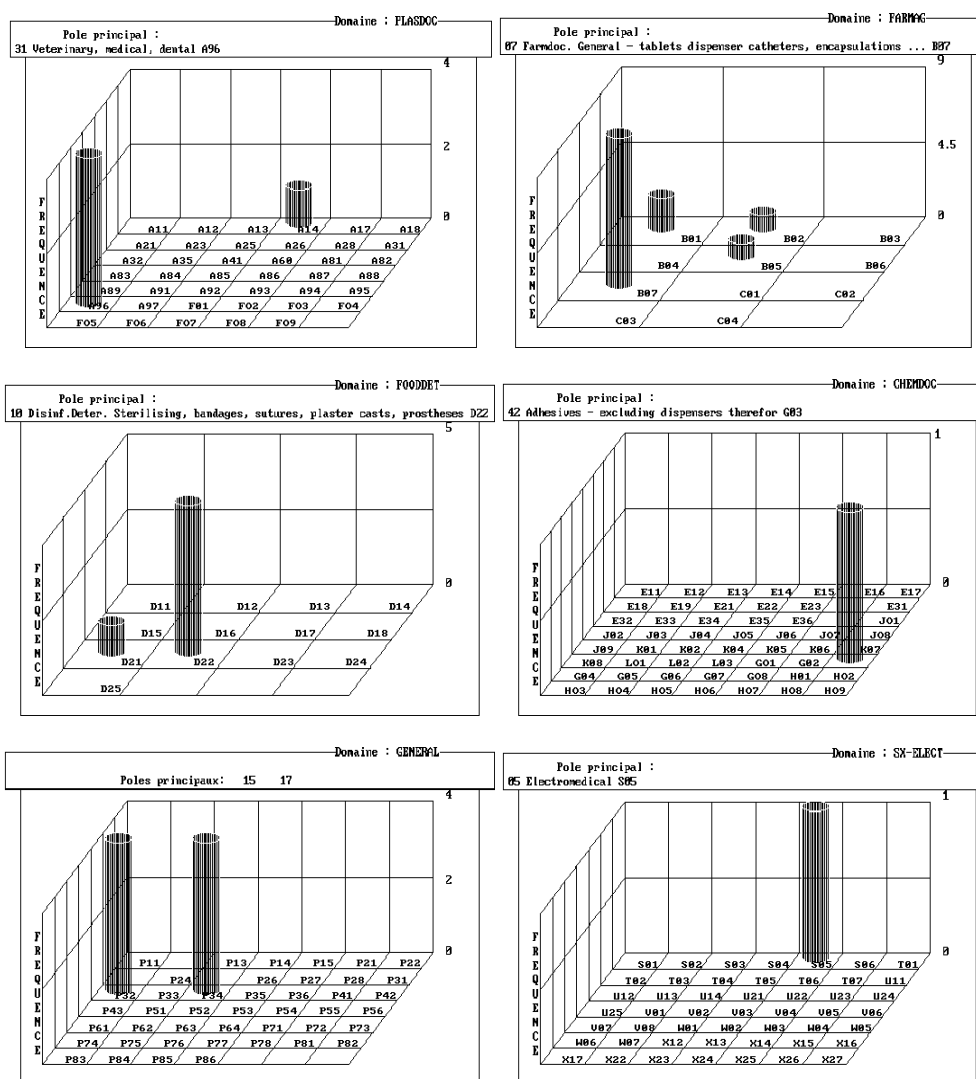 Domaine : PLASDOC
Pole principal :
31 Veterinary, medical, dental A96
4
2
0
FREQUENCE
A11 A12 A13 A14 A17 A18
A21 A23 A25 A26 A28 A31
A32 A35 A41 A60 A81 A82
A83 A84 A85 A86 A87 A88
A89 A91 A92 A93 A94 A95
A96 A97 F01 F02 F03 F04
F05 F06 F07 F08 F09
Domaine : FARMAG
Pole principal :
07 Farmdoc. General - tablets dispenser catheters, encapsulations ... B07
9
4.5
0
FREQUENCE
B01 B02 B03
B04 B05 B06
B07 C01 C02
C03 C04
Domaine : FOODDET
Pole principal :
10 Disinf.Deter. Sterilising, bandages, sutures, plaster casts, prostheses D22
5
0
FREQUENCE
D11 D12 D13 D14
D15 D16 D17 D18
D21 D22 D23 D24
D25
Domaine : CHEMDOC
Pole principal :
42 Adhesives - excluding dispensers therefor G03
1
0
FREQUENCE
E11 E12 E13 E14 E15 E16 E17
E18 E19 E21 E22 E23 E31
E32 E33 E34 E35 E36 J01
J02 J03 J04 J05 J06 J07 J08
J09 K01 K02 K04 K05 K06 K07
K08 L01 L02 L03 G01 G02
G04 G05 G06 G07 G08 H01 H02
H03 H04 H05 H06 H07 H08 H09
Domaine : GENERAL
Poles principaux: 15 17
4
2
0
FREQUENCE
P11 P13 P14 P15 P21 P22
P24 P26 P27 P28 P31
P32 P33 P34 P35 P36 P41 P42
P43 P51 P52 P53 P54 P55 P56
P61 P62 P63 P64 P71 P72 P73
P74 P75 P76 P77 P78 P81 P82
P83 P84 P85 P86
Domaine : SX-ELECT
Pole principal :
05 Electromedical S05
1
0
FREQUENCE
S01 S02 S03 S04 S05 S06 T01
T02 T03 T04 T05 T06 T07 U11
U12 U13 U14 U21 U22 U23 U24
U25 V01 V02 V03 V04 V05 V06
V07 V08 W01 W02 W03 W04 W05
W06 W07 X12 X13 X14 X15 X16
X17 X22 X23 X24 X25 X26 X27